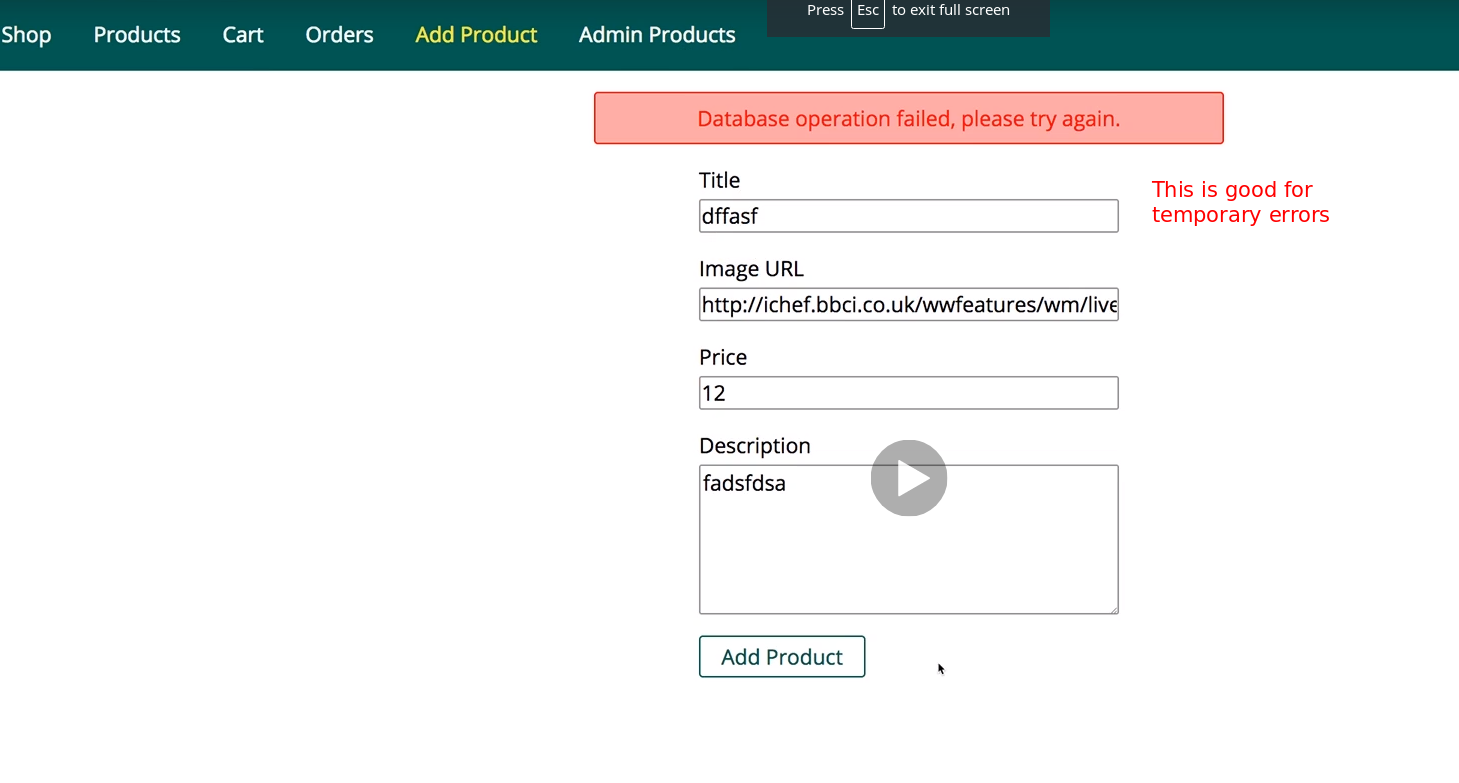 Press Esc to exit full screen
Shop Products Cart Orders Add Product Admin Products
Database operation failed, please try again.
Title
dffasf
This is good for
temporary errors
Image URL
http://ichef.bbci.co.uk/wwfeatures/wm/live
Price
12
Description
fadsfdsa
Add Product